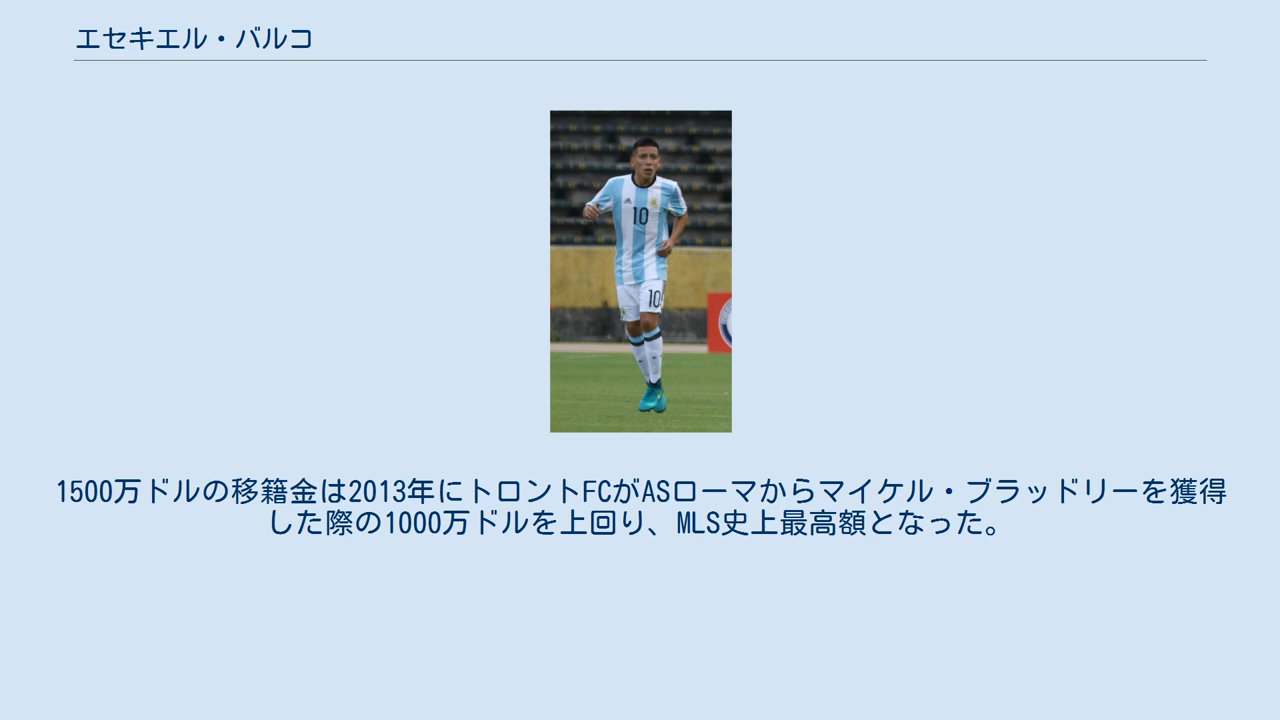 エセキエル・バルコ
10
10
1500万ドルの移籍金は2013年にトロントFCがASローマからマイケル・ブラッドリーを獲得
した際の1000万ドルを上回り、MLS史上最高額となった。